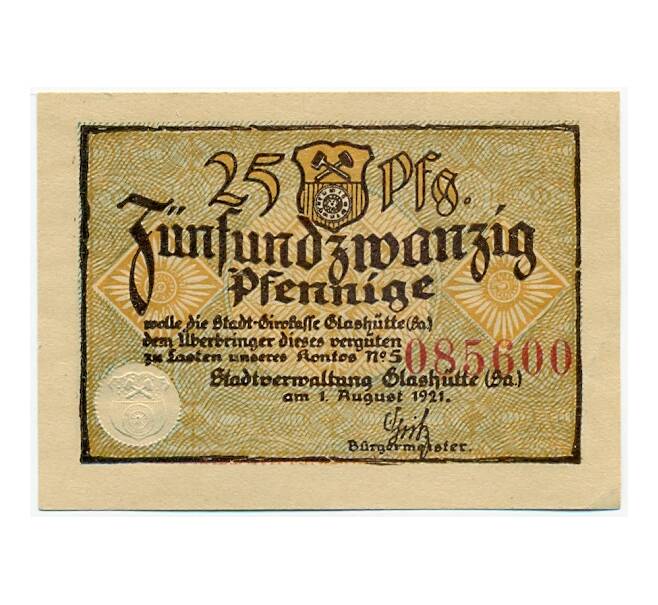 25 Pfg.
Fünfundzwanzig
Pfennige
wolle die Stadt-Girokasse Glashütte (Sa.)
dem Überbringer dieses vergüten
zu Lasten unseres Kontos No 5 085600
Stadtverwaltung Glashütte (Sa.)
am 1. August 1921.
Bürgermeister.